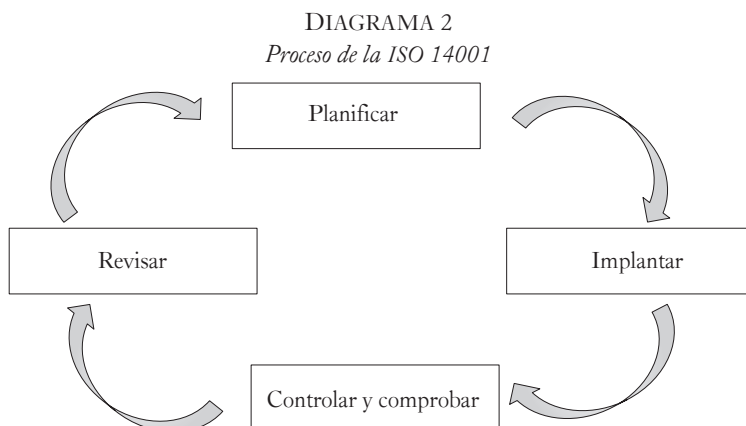 DIAGRAMA 2
Proceso de la ISO 14001
Planificar
Revisar
Implantar
Controlar y comprobar